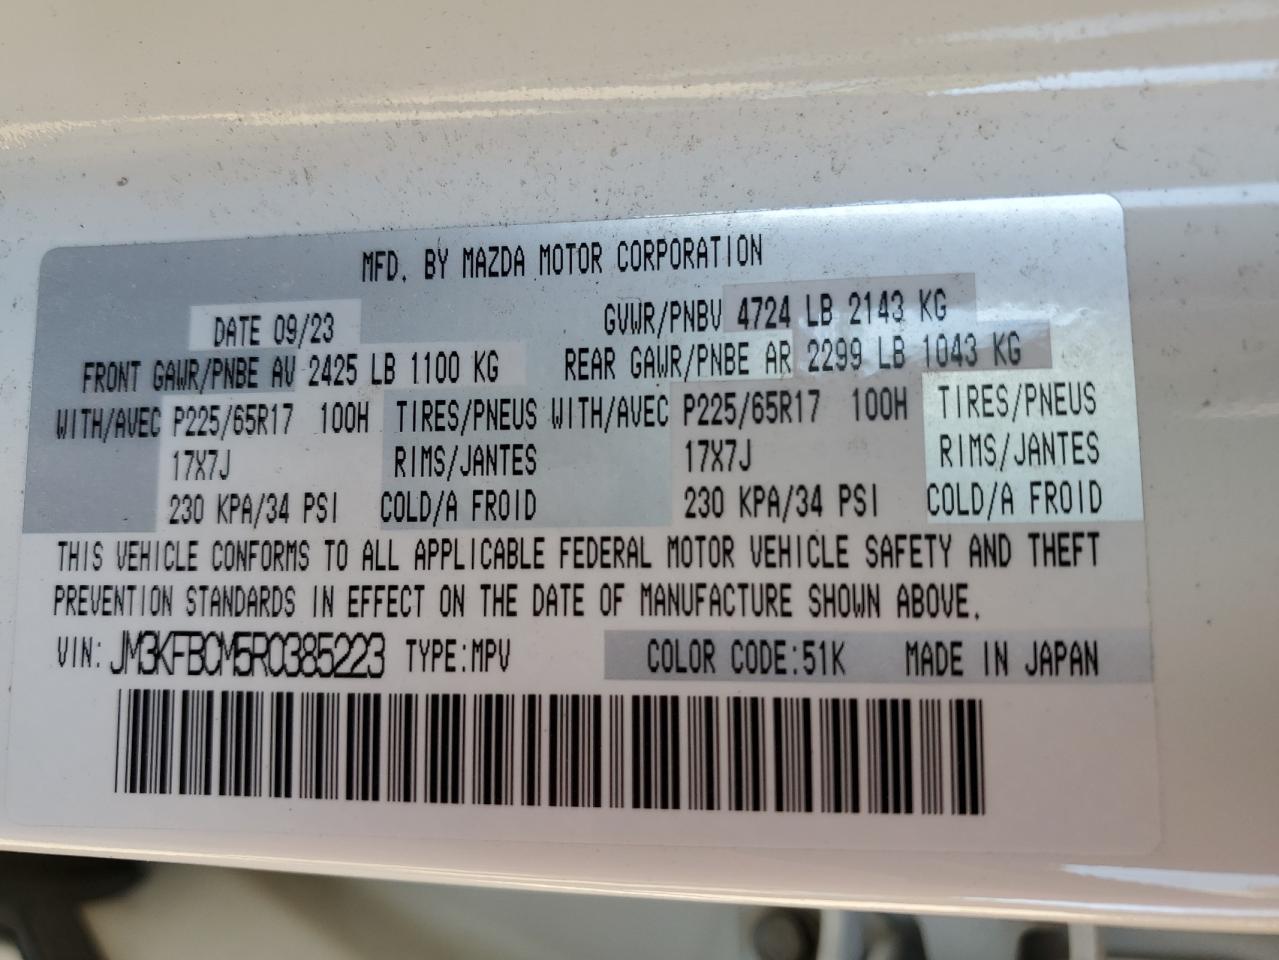 MFD. BY MAZDA MOTOR CORPORATION
DATE 09/23 GVWR/PNBV 4724 LB 2143 KG
FRONT GAWR/PNBE AV 2425 LB 1100 KG REAR GAWR/PNBE AR 2299 LB 1043 KG
WITH/AVEC P225/65R17 100H TIRES/PNEUS WITH/AVEC P225/65R17 100H TIRES/PNEUS
17X7J RIMS/JANTES 17X7J RIMS/JANTES
230 KPA/34 PSI COLD/A FROID 230 KPA/34 PSI COLD/A FROID
THIS VEHICLE CONFORMS TO ALL APPLICABLE FEDERAL MOTOR VEHICLE SAFETY AND THEFT
PREVENTION STANDARDS IN EFFECT ON THE DATE OF MANUFACTURE SHOWN ABOVE.
VIN: JM3KFBCM5R0385223 TYPE:MPV COLOR CODE:51K MADE IN JAPAN